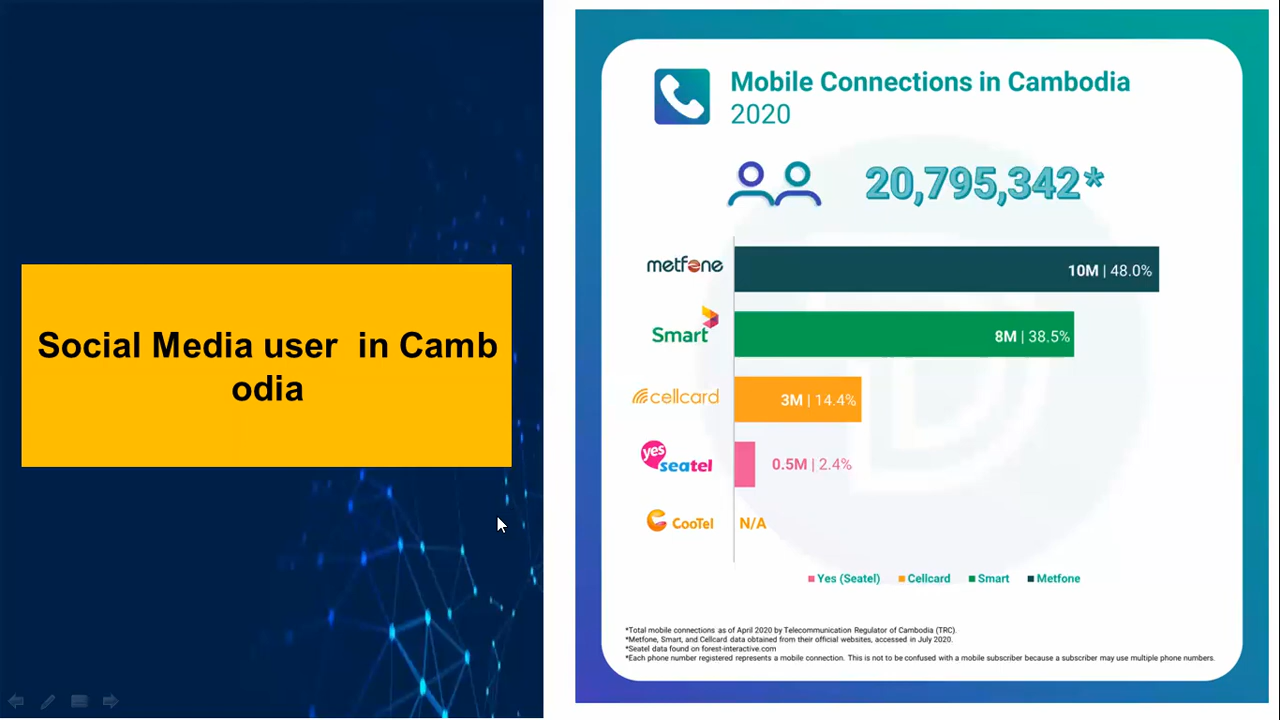 Social Media user  in Camb
odia
Mobile Connections in Cambodia
2020
20,795,342*
metfone
10M | 48.0%
Smart
8M | 38.5%
cellcard
3M | 14.4%
yes
seatel
0.5M | 2.4%
CooTel
N/A
Yes (Seatel) Cellcard Smart Metfone
*Total mobile connections as of April 2020 by Telecommunication Regulator of Cambodia (TRC).
*Metfone, Smart, and Cellcard data obtained from their official websites, accessed in July 2020.
*Seatel data found on forest-interactive.com
*Each phone number registered represents a mobile connection. This is not to be confused with a mobile subscriber because a subscriber may use multiple phone numbers.